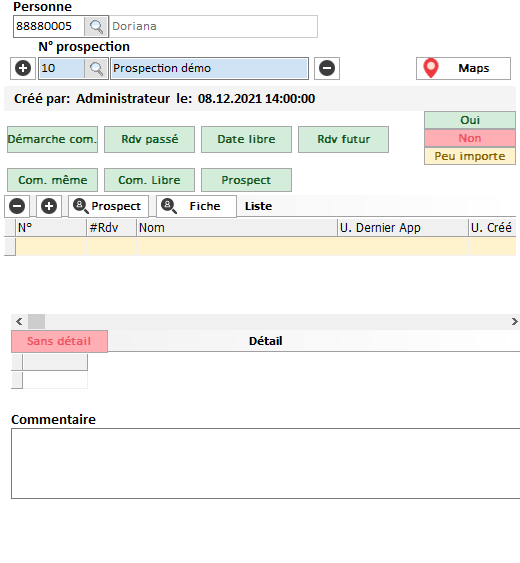 Personne
88880005 Doriana
N° prospection
10 Prospection démo Maps
Créé par: Administrateur le: 08.12.2021 14:00:00
Oui
Démarche com. Rdv passé Date libre Rdv futur Non
Peu importe
Com. même Com. Libre Prospect
Prospect Fiche Liste
N° #Rdv Nom U. Dernier App U. Créé
Sans détail Détail
Commentaire